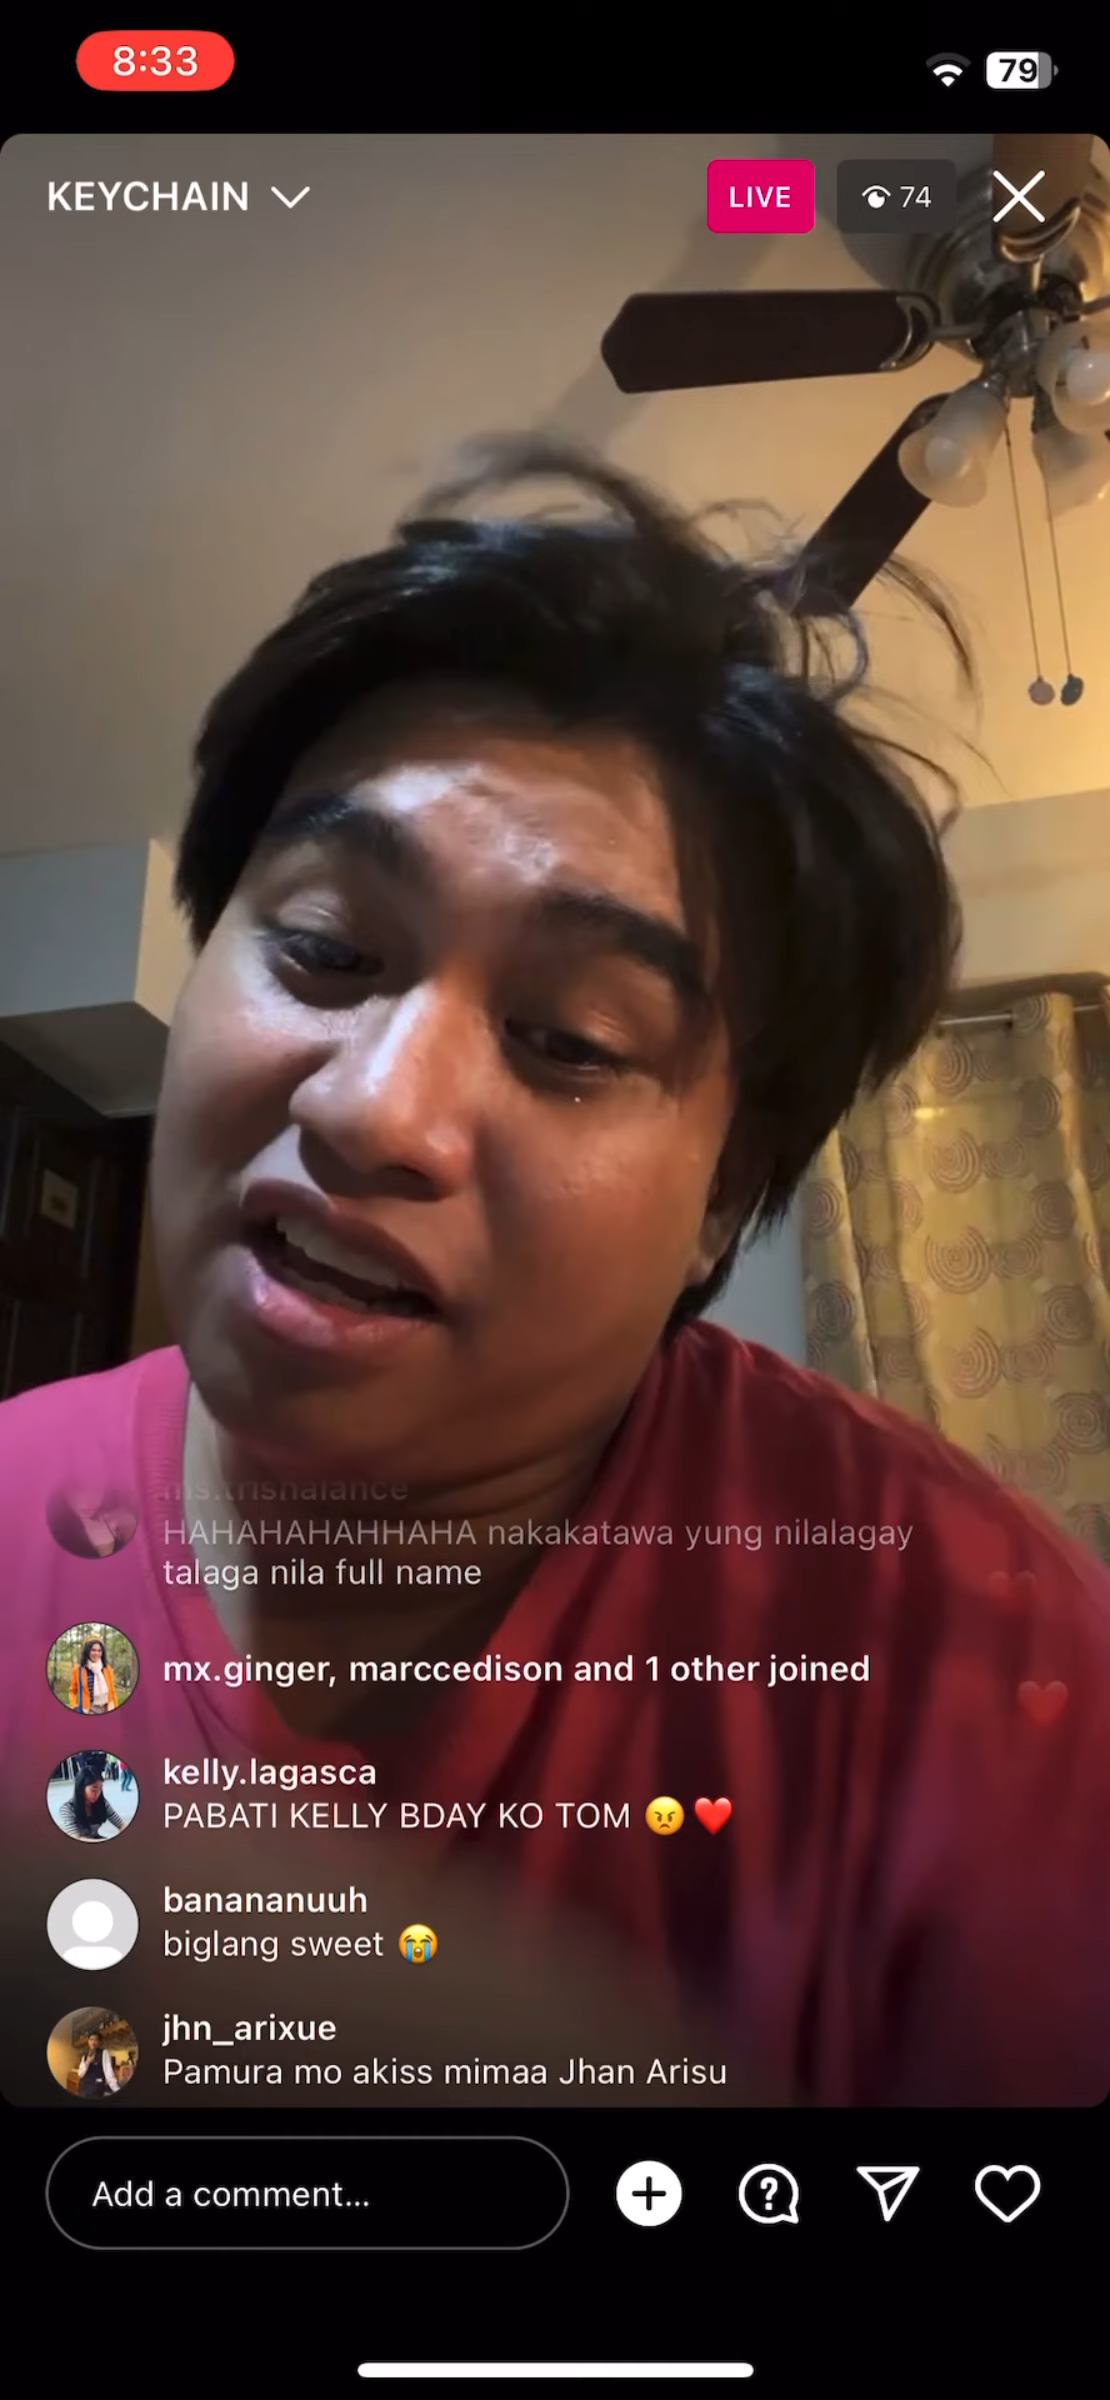 8:33
79
KEYCHAIN
LIVE
74
ms.trishalance
HAHAHAHAHHAHA nakakatawa yung nilalagay
talaga nila full name
mx.ginger, marccedison and 1 other joined
kelly.lagasca
PABATI KELLY BDAY KO TOM 😠❤️
banananuuh
biglang sweet 😭
jhn_arixue
Pamura mo akiss mimaa Jhan Arisu
Add a comment...